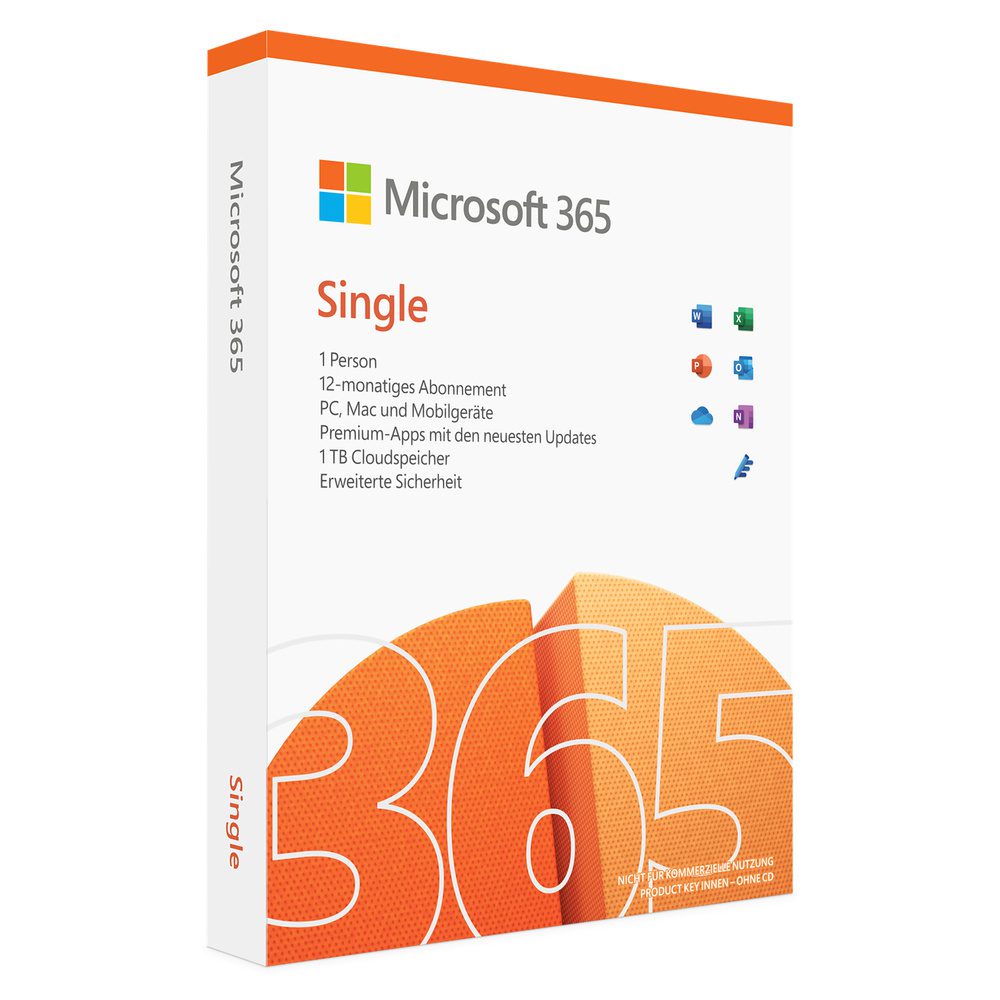 Microsoft 365
Single
Microsoft 365
Single
1 Person
12-monatiges Abonnement
PC, Mac und Mobilgeräte
Premium-Apps mit den neuesten Updates
1 TB Cloudspeicher
Erweiterte Sicherheit
W
X
P
O
N
365
NICHT FÜR KOMMERZIELLE NUTZUNG
PRODUCT KEY INNEN – OHNE CD